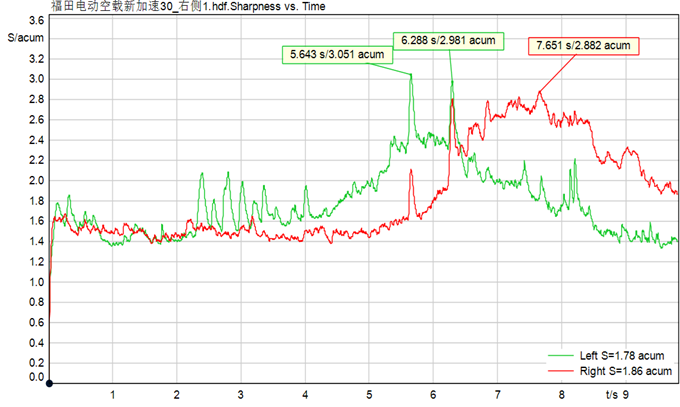 福田电动空载新加速30_右侧1.hdf.Sharpness vs. Time
S/acum
3.6
3.2
3.0
2.8
2.6
2.4
2.2
2.0
1.8
1.6
1.4
1.2
1.0
0.8
0.6
0.4
0.2
0.0
5.643 s/3.051 acum
6.288 s/2.981 acum
7.651 s/2.882 acum
1 2 3 4 5 6 7 8 t/s 9
Left S=1.78 acum
Right S=1.86 acum